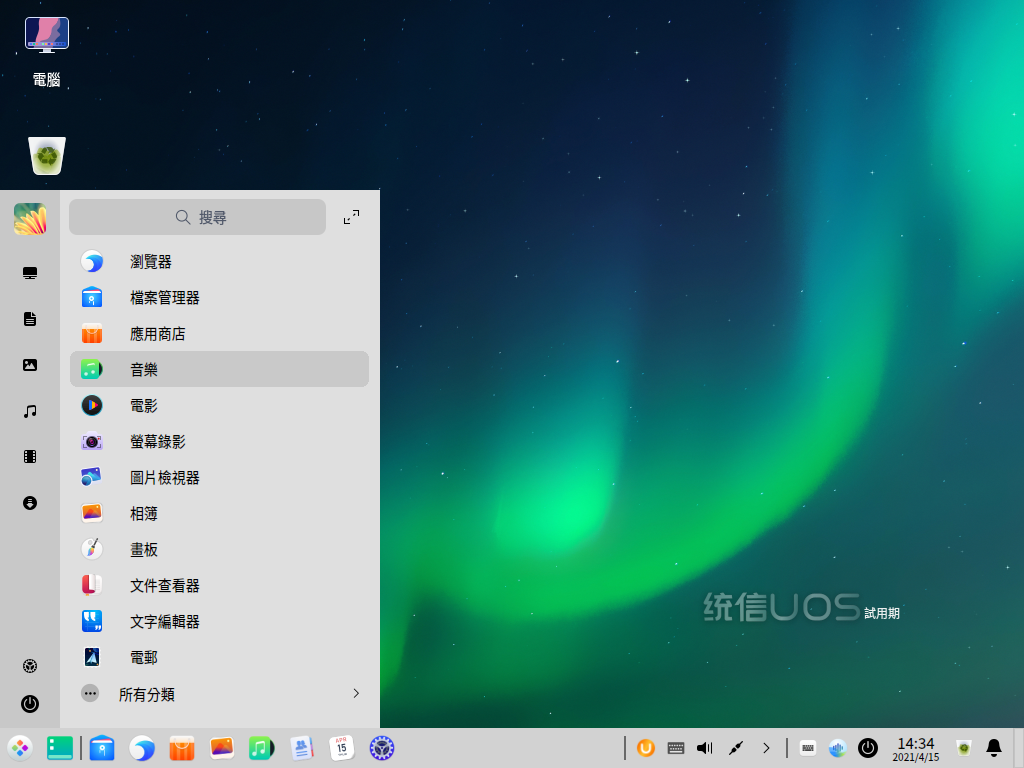 電腦
搜尋
瀏覽器
檔案管理器
應用商店
音樂
電影
螢幕錄影
圖片檢視器
相簿
畫板
文件查看器
文字編輯器
電郵
所有分類
统信UOS 試用期
APR
15
14:34
2021/4/15